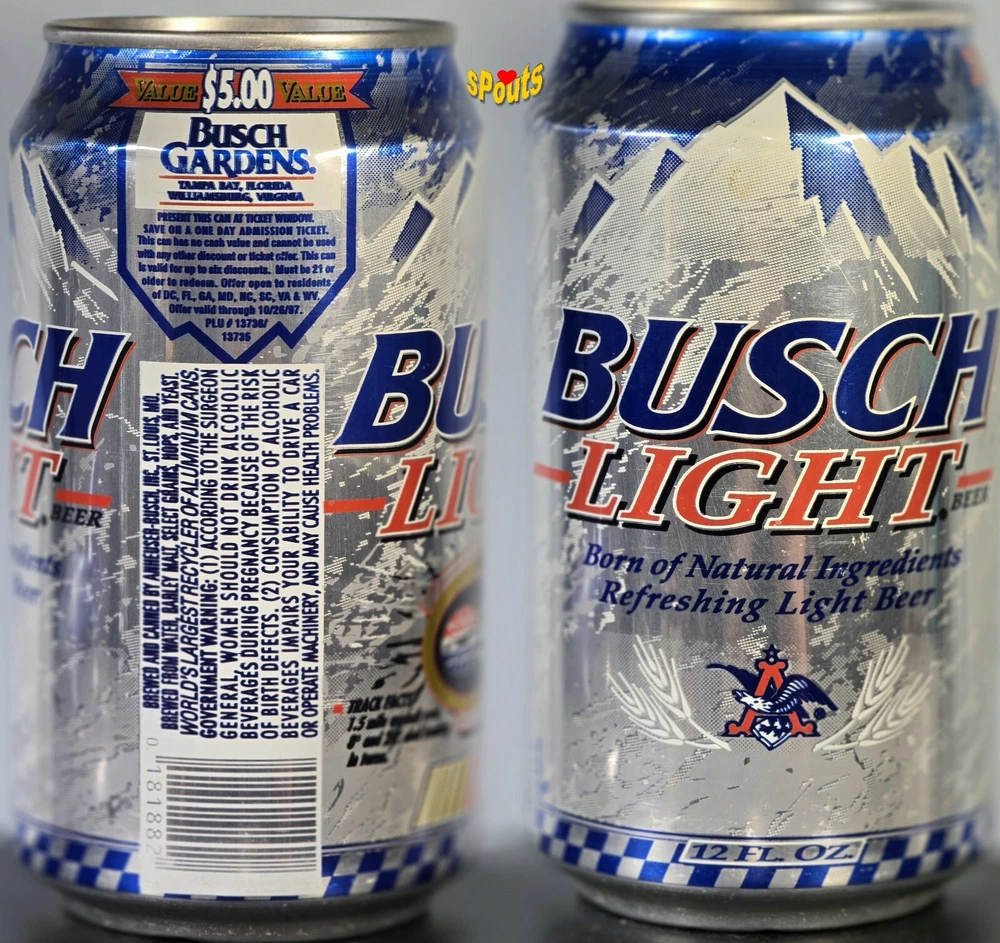 VALUE $5.00 VALUE
BUSCH
GARDENS.
TAMPA BAY, FLORIDA
WILLIAMSBURG, VIRGINIA
PRESENT THIS CAN AT TICKET WINDOW.
SAVE ON A ONE DAY ADMISSION TICKET.
This can has no cash value and cannot be used
with any other discount or ticket offer. This can
is valid for up to six discounts. Must be 21 or
older to redeem. Offer open to residents
of DC, FL, GA, MD, NC, SC, VA & WV.
Offer valid through 10/26/97.
PLU # 13736/
13735
CH
T.
BEER
BREWED AND CANNED BY ANHEUSER-BUSCH, INC. ST. LOUIS, MO.
BREWED FROM WATER, BARLEY MALT, SELECT GRAINS, HOPS, AND YEAST.
WORLD'S LARGEST RECYCLER OF ALUMINUM CANS.
GOVERNMENT WARNING: (1) ACCORDING TO THE SURGEON
GENERAL, WOMEN SHOULD NOT DRINK ALCOHOLIC
BEVERAGES DURING PREGNANCY BECAUSE OF THE RISK
OF BIRTH DEFECTS. (2) CONSUMPTION OF ALCOHOLIC
BEVERAGES IMPAIRS YOUR ABILITY TO DRIVE A CAR
OR OPERATE MACHINERY, AND MAY CAUSE HEALTH PROBLEMS.
0 181882
BU
LIG
TRACK FACTS
1.5 mile
in turns.
SPOUTS
BUSCH
LIGHT.
BEER
Born of Natural Ingredients
Refreshing Light Beer
A
12 FL. OZ.